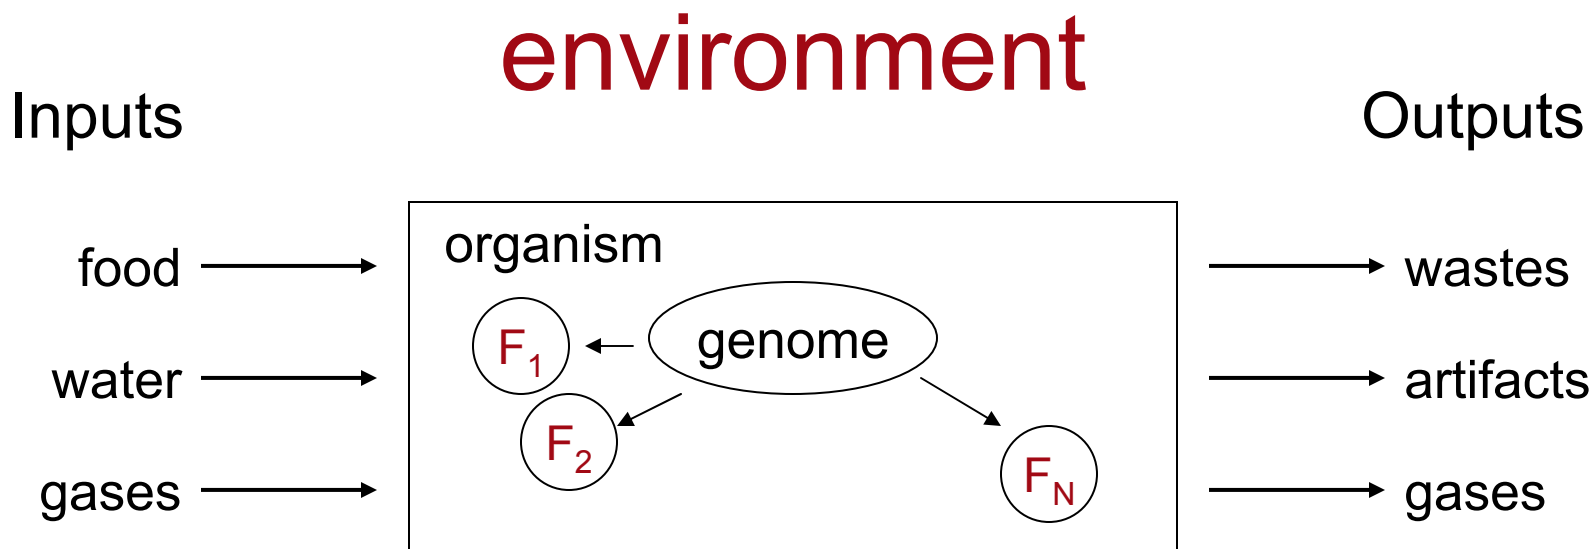 environment
Inputs
Outputs
organism
food
wastes
genome
F1
water
artifacts
F2
FN
gases
gases